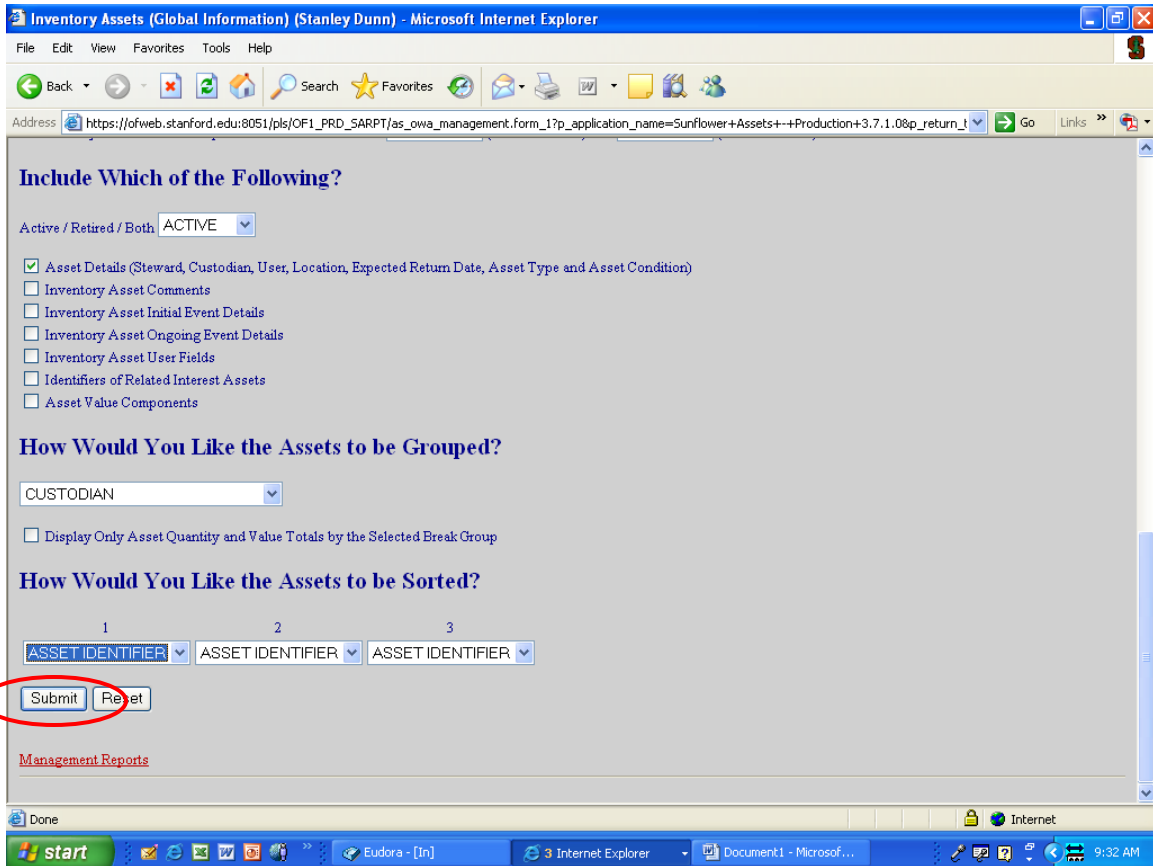 Inventory Assets (Global Information) (Stanley Dunn) - Microsoft Internet Explorer
File Edit View Favorites Tools Help
Back Search Favorites
Address https://ofweb.stanford.edu:8051/pls/OF1_PRD_SARPT/as_owa_management.form_1?p_application_name=Sunflower+Assets+-+Production+3.7.1.0&p_return_t Go Links »
Include Which of the Following?
Active / Retired / Both ACTIVE
Asset Details (Steward, Custodian, User, Location, Expected Return Date, Asset Type and Asset Condition)
Inventory Asset Comments
Inventory Asset Initial Event Details
Inventory Asset Ongoing Event Details
Inventory Asset User Fields
Identifiers of Related Interest Assets
Asset Value Components
How Would You Like the Assets to be Grouped?
CUSTODIAN
Display Only Asset Quantity and Value Totals by the Selected Break Group
How Would You Like the Assets to be Sorted?
1 2 3
ASSET IDENTIFIER ASSET IDENTIFIER ASSET IDENTIFIER
Submit Reset
Management Reports
Done Internet
start » Eudora - [In] 3 Internet Explorer Document1 - Microsof... 9:32 AM